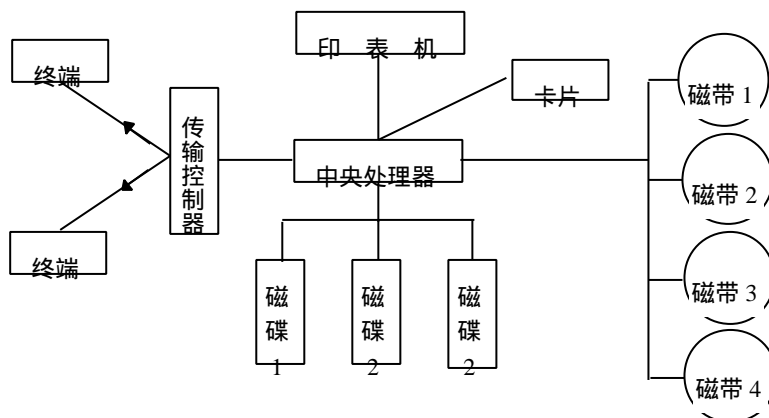 印 表 机
终端
卡片
磁带 1
传输控制器
中央处理器
磁带 2
终端
磁碟 1
磁碟 2
磁碟 2
磁带 3
磁带 4